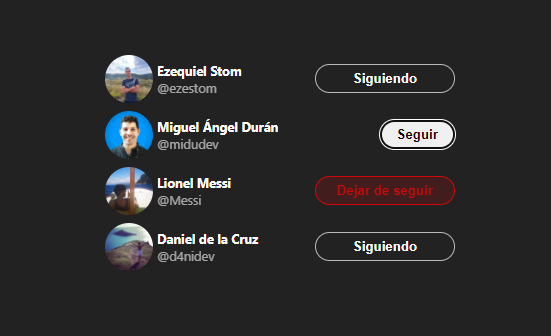 Ezequiel Stom
@ezestom
Siguiendo
Miguel Ángel Durán
@midudev
Seguir
Lionel Messi
@Messi
Dejar de seguir
Daniel de la Cruz
@d4nidev
Siguiendo